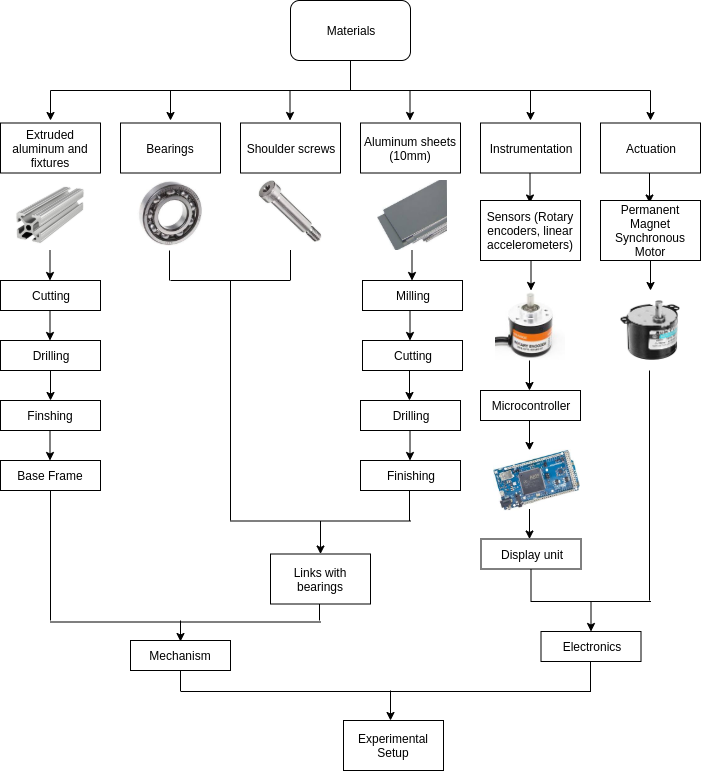 Materials
Extruded
aluminum and
fixtures
Bearings
Shoulder screws
Aluminum sheets
(10mm)
Instrumentation
Actuation
Sensors (Rotary
encoders, linear
accelerometers)
Permanent
Magnet
Synchronous
Motor
Cutting
Milling
Drilling
Cutting
ROTARY ENCODER
Finshing
Drilling
Microcontroller
Base Frame
Finishing
Display unit
Links with
bearings
Mechanism
Electronics
Experimental
Setup